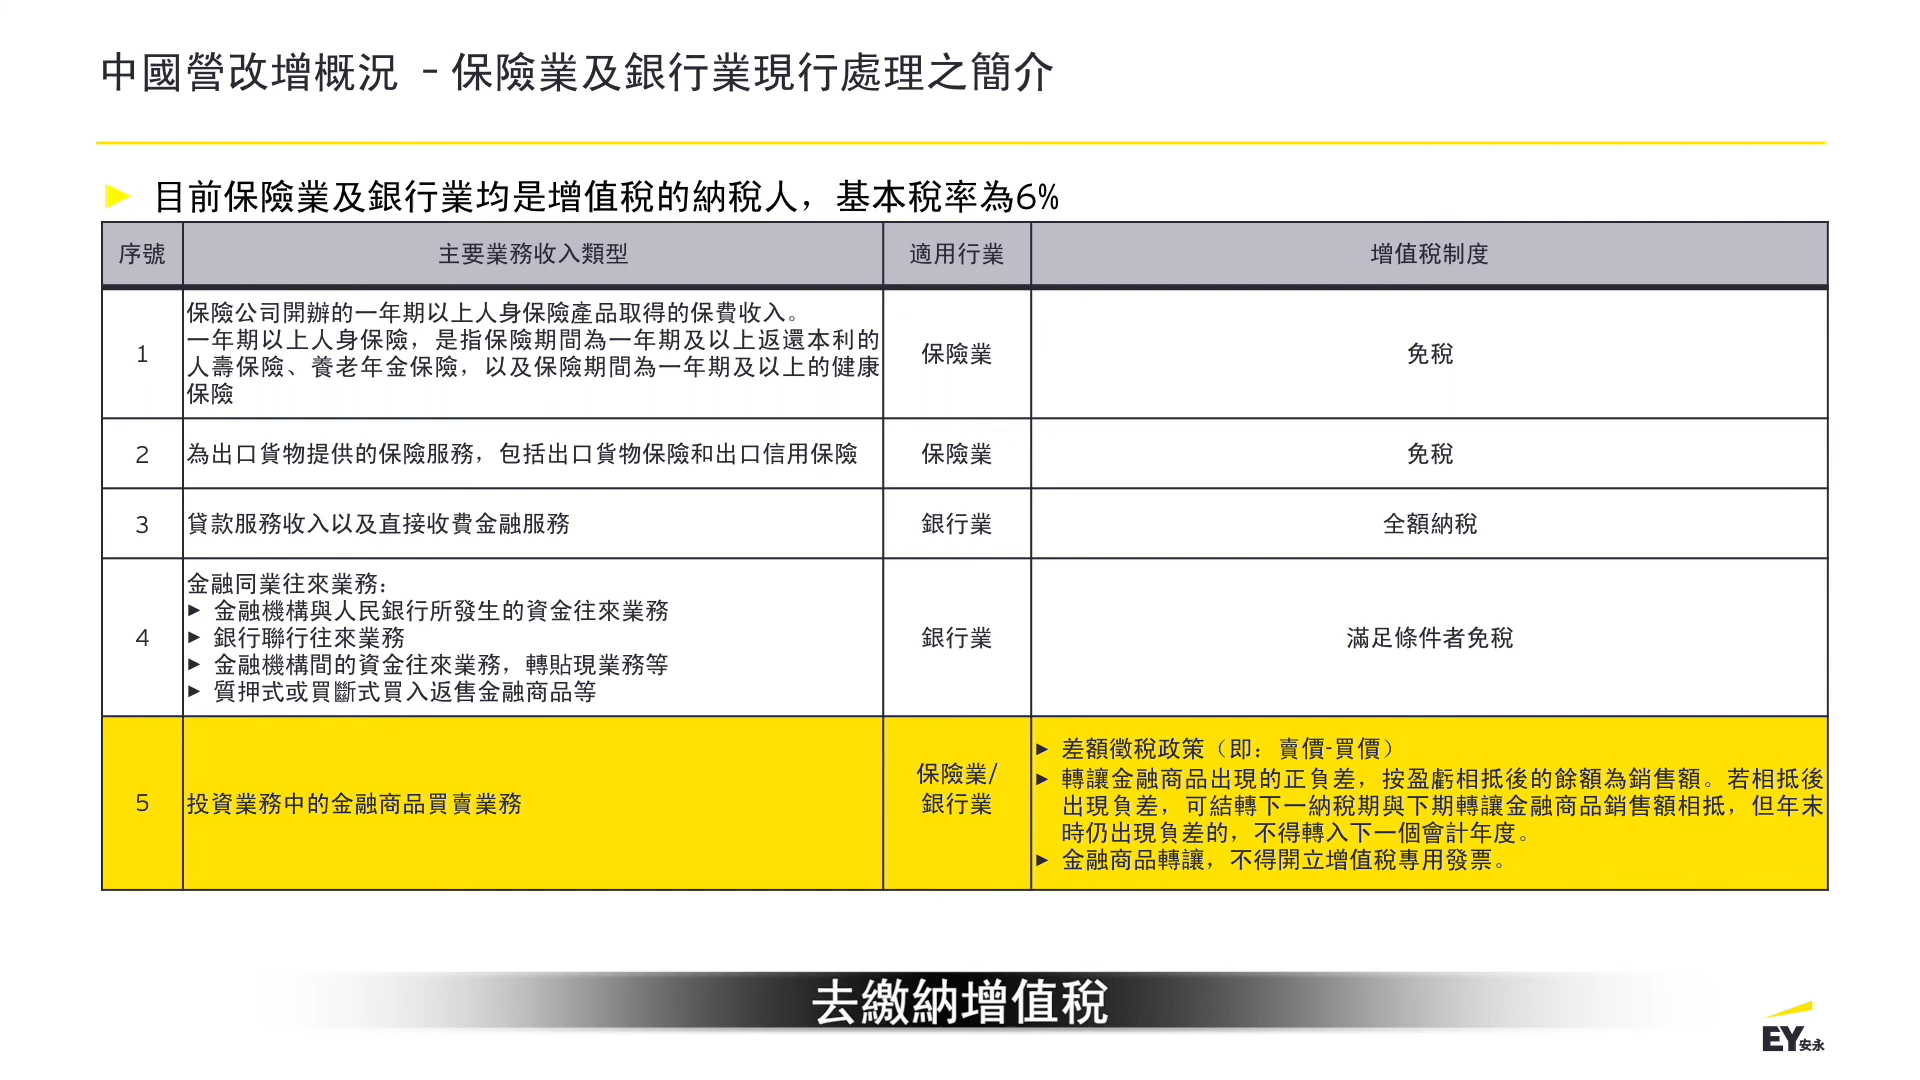 中國營改增概況 - 保險業及銀行業現行處理之簡介
► 目前保險業及銀行業均是增值稅的納稅人，基本稅率為6%
序號 主要業務收入類型 適用行業 增值稅制度
1
保險公司開辦的一年期以上人身保險產品取得的保費收入。
一年期以上人身保險，是指保險期間為一年期及以上返還本利的
人壽保險、養老年金保險，以及保險期間為一年期及以上的健康
保險
保險業
免稅
2
為出口貨物提供的保險服務，包括出口貨物保險和出口信用保險
保險業
免稅
3
貸款服務收入以及直接收費金融服務
銀行業
全額納稅
4
金融同業往來業務：
► 金融機構與人民銀行所發生的資金往來業務
► 銀行聯行往來業務
► 金融機構間的資金往來業務，轉貼現業務等
► 質押式或買斷式買入返售金融商品等
銀行業
滿足條件者免稅
5
投資業務中的金融商品買賣業務
保險業/
銀行業
► 差額徵稅政策（即：賣價-買價）
► 轉讓金融商品出現的正負差，按盈虧相抵後的餘額為銷售額。若相抵後
出現負差，可結轉下一納稅期與下期轉讓金融商品銷售額相抵，但年末
時仍出現負差的，不得轉入下一個會計年度。
► 金融商品轉讓，不得開立增值稅專用發票。
去繳納增值稅
EY安永